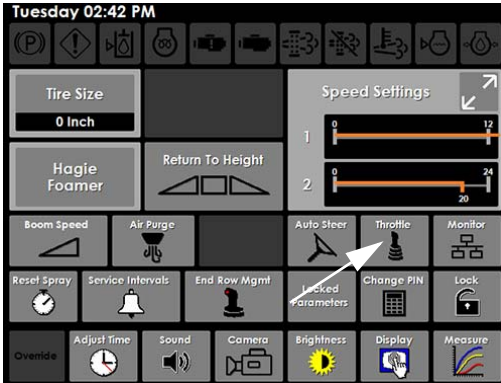 Tuesday 02:42 PM
(P)
Tire Size
0 Inch
Speed Settings
1
0
12
Hagie
Foamer
Return To Height
2
0
24
20
Boom Speed
Air Purge
Auto Steer
Throttle
Monitor
Reset Spray
Service Intervals
End Row Mgmt
Locked
Parameters
Change PIN
Lock
Override
Adjust Time
Sound
Camera
Brightness
Display
Measure